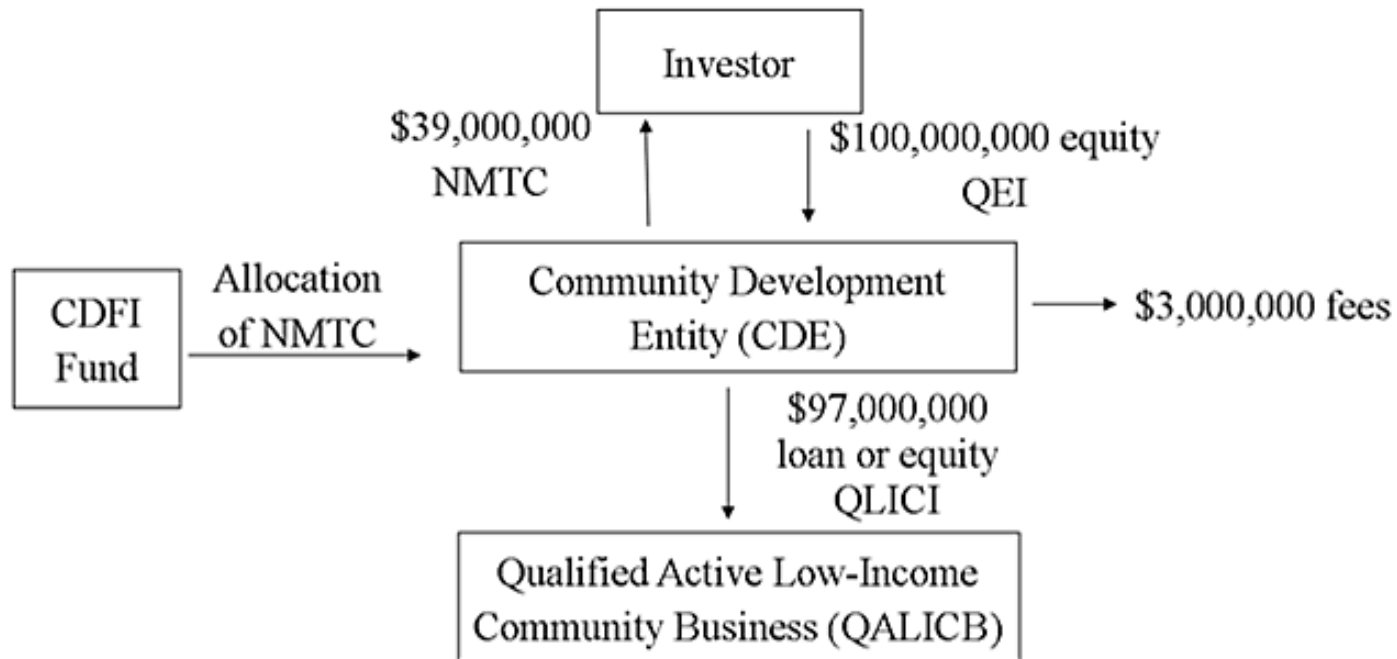 Investor
$39,000,000
NMTC
$100,000,000 equity
QEI
CDFI
Fund
Allocation
of NMTC
Community Development
Entity (CDE)
$3,000,000 fees
$97,000,000
loan or equity
QLICI
Qualified Active Low-Income
Community Business (QALICB)